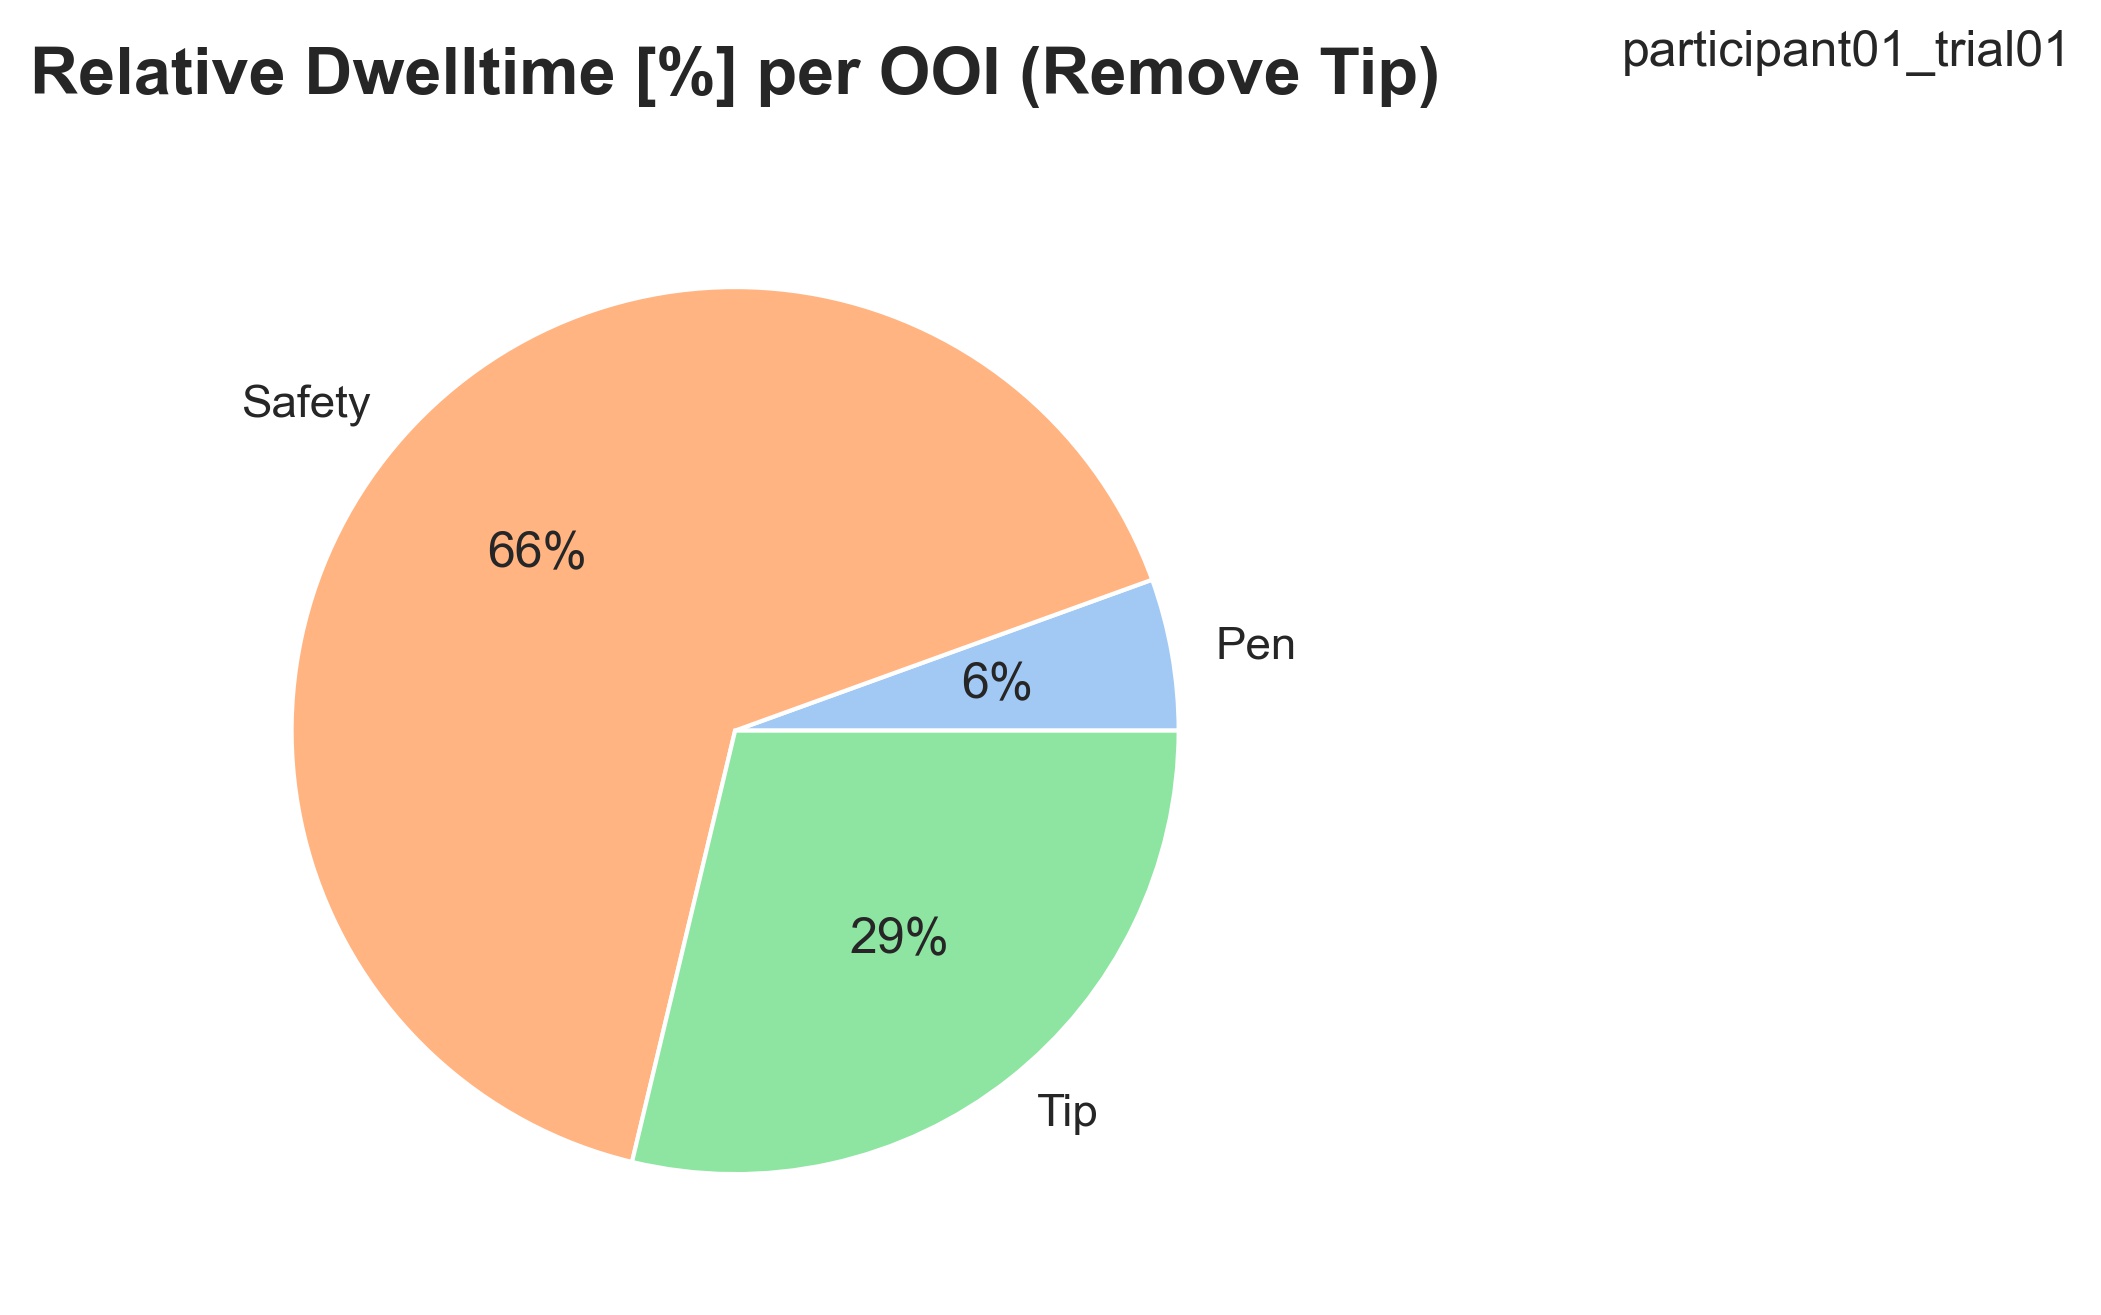 Relative Dwelltime [%] per OOI (Remove Tip)
participant01_trial01
Safety
66%
Pen
6%
29%
Tip